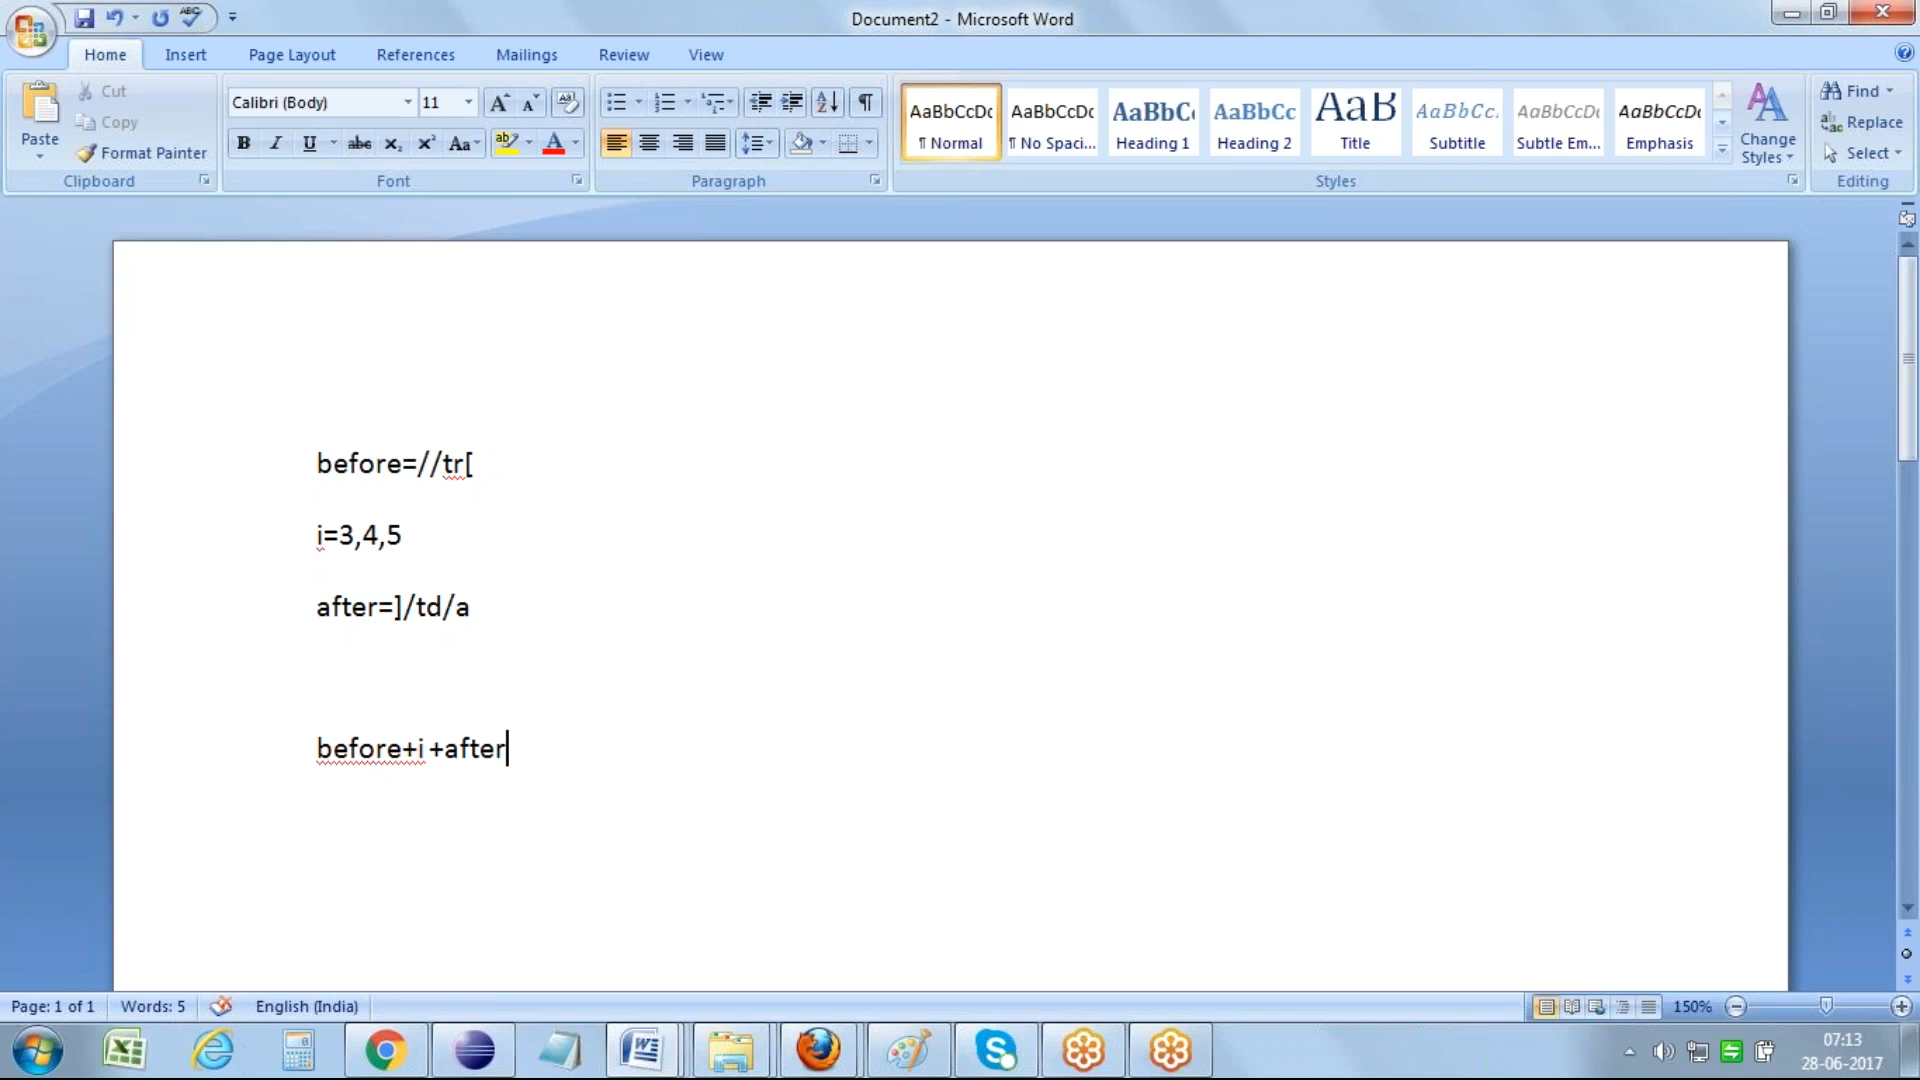 Document2 - Microsoft Word
Home Insert Page Layout References Mailings Review View
Paste
Cut
Copy
Format Painter
Clipboard
Calibri (Body) 11
Font
Paragraph
AaBbCcDc AaBbCcDc AaBbC AaBbCc AaB AaBbCc. AaBbCcDc AaBbCcDc
¶ Normal ¶ No Spaci... Heading 1 Heading 2 Title Subtitle Subtle Em... Emphasis
Change Styles
Styles
Find
Replace
Select
Editing
before=//tr[
i=3,4,5
after=]/td/a
before+i +after
Page: 1 of 1 Words: 5 English (India) 150%
07:13
28-06-2017